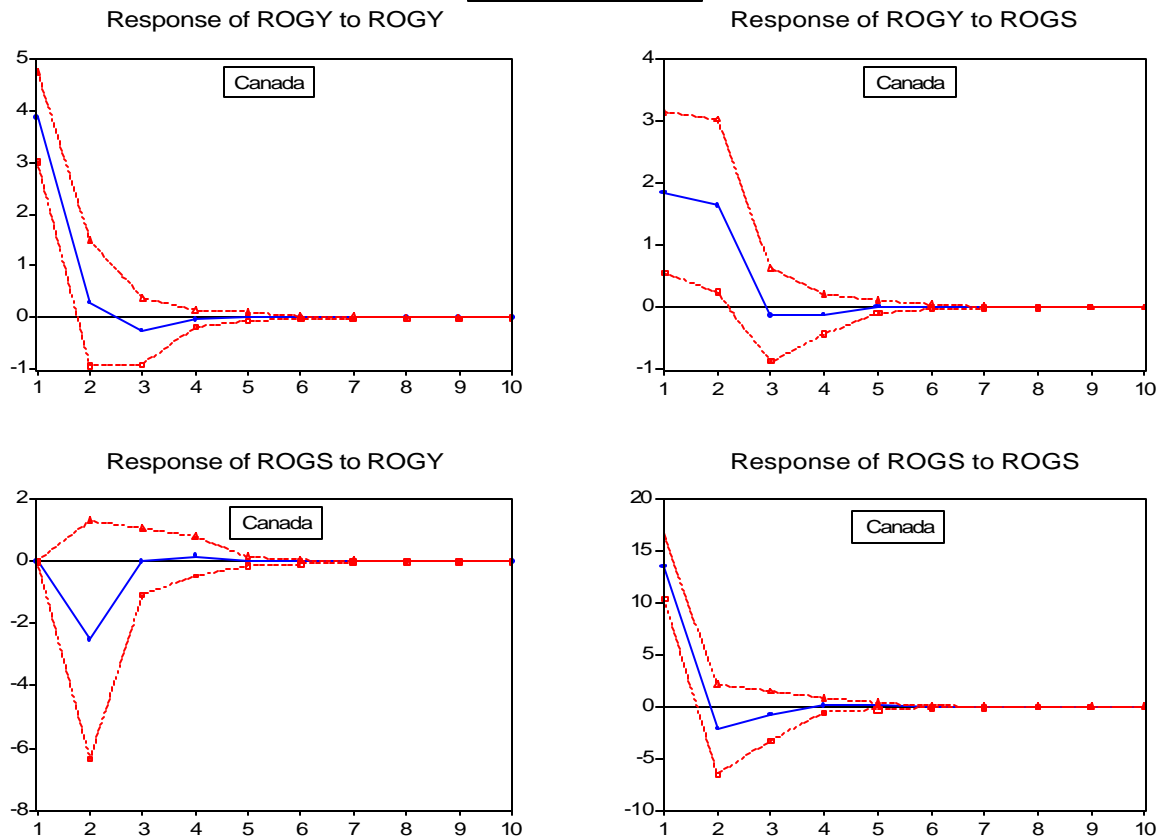 Response of ROGY to ROGY
Canada
5
4
3
2
1
0
-1
1 2 3 4 5 6 7 8 9 10
Response of ROGY to ROGS
Canada
4
3
2
1
0
-1
1 2 3 4 5 6 7 8 9 10
Response of ROGS to ROGY
Canada
2
0
-2
-4
-6
-8
1 2 3 4 5 6 7 8 9 10
Response of ROGS to ROGS
Canada
20
15
10
5
0
-5
-10
1 2 3 4 5 6 7 8 9 10